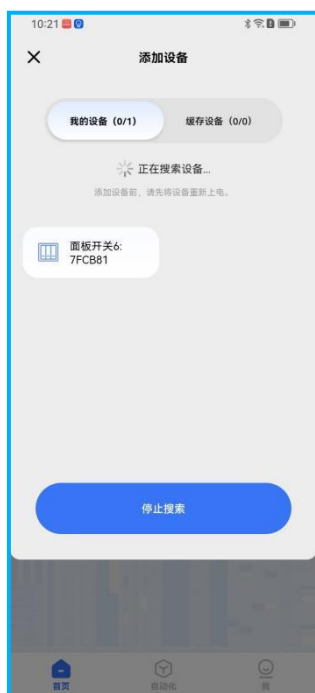 10:21
添加设备
我的设备（0/1）
缓存设备（0/0）
正在搜索设备...
添加设备前，请先将设备重新上电。
面板开关6:
7FCB81
停止搜索
首页
自动化
我